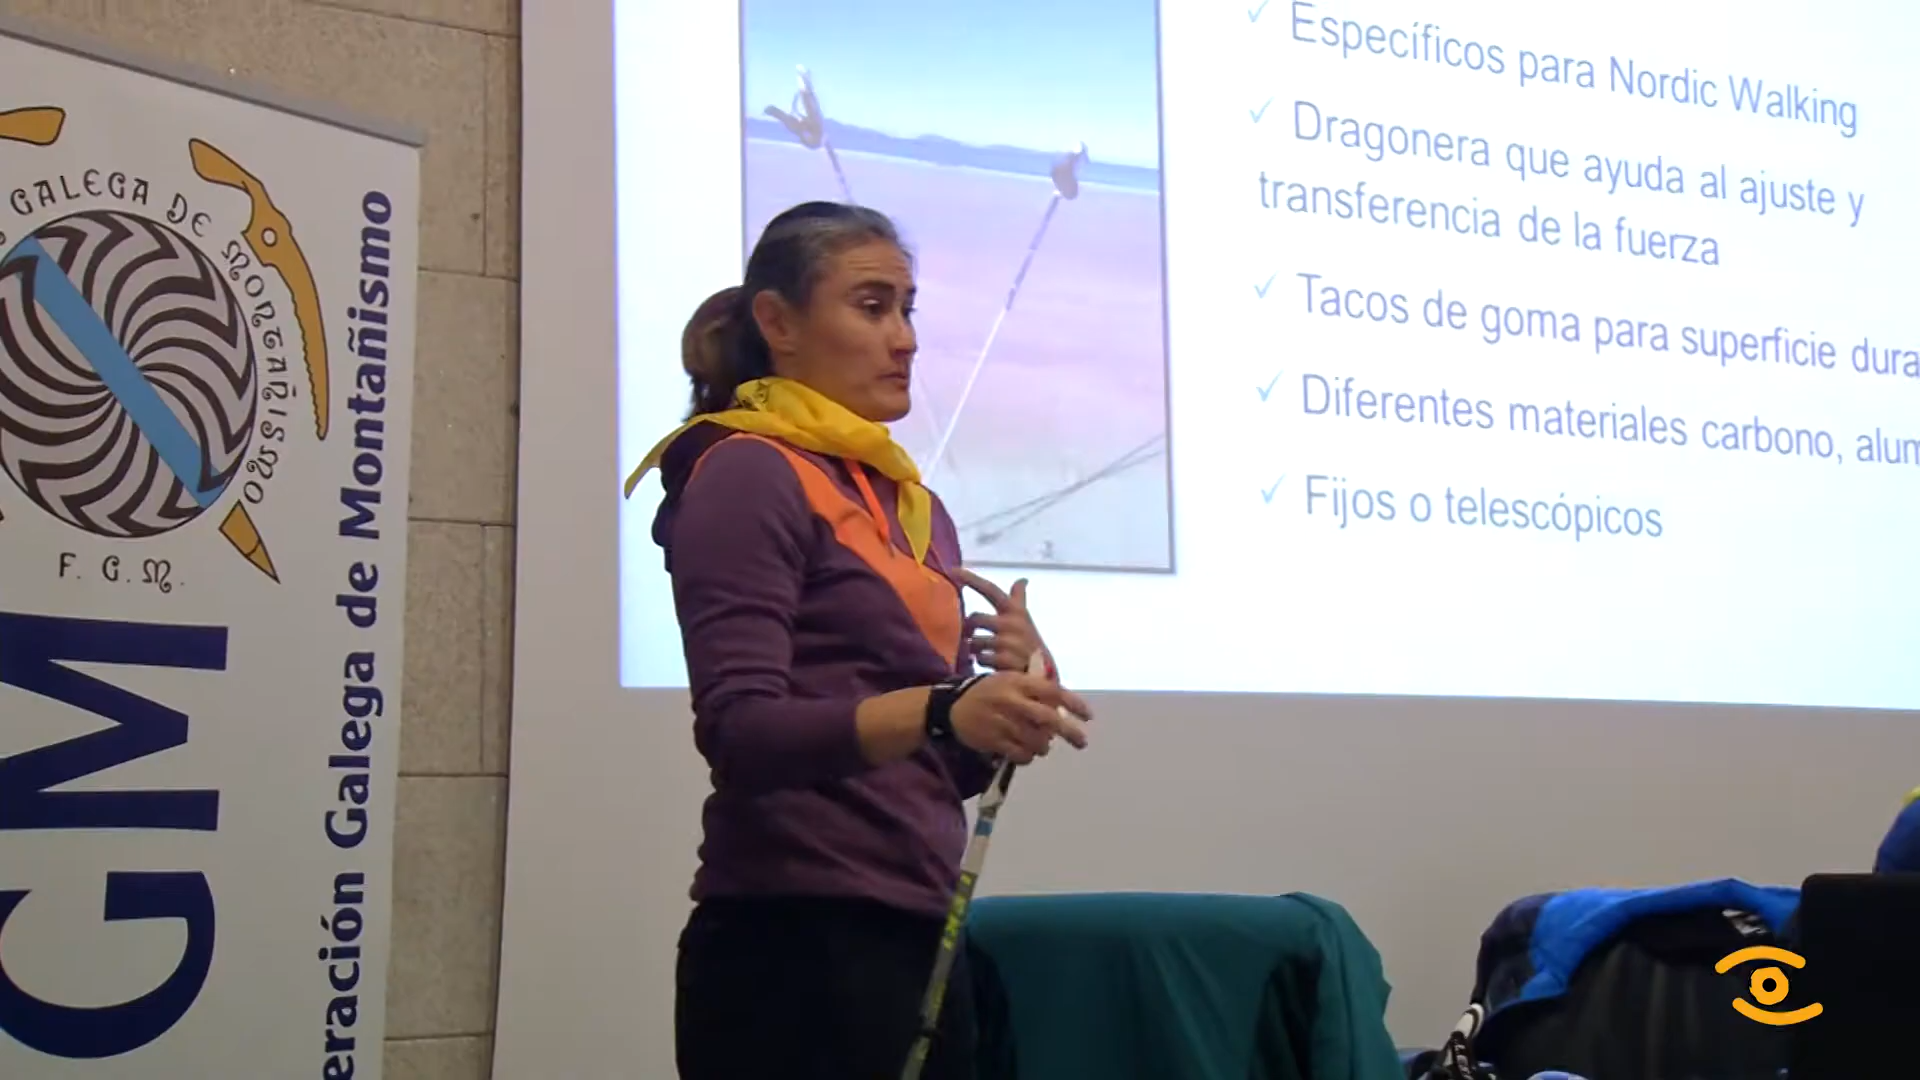 GALEGA DE MONTAÑISMO
F. G. M.
GM
eración Galega de Montañismo
✓ Específicos para Nordic Walking
✓ Dragonera que ayuda al ajuste y
transferencia de la fuerza
✓ Tacos de goma para superficie dura
✓ Diferentes materiales carbono, alum
✓ Fijos o telescópicos
LEKI